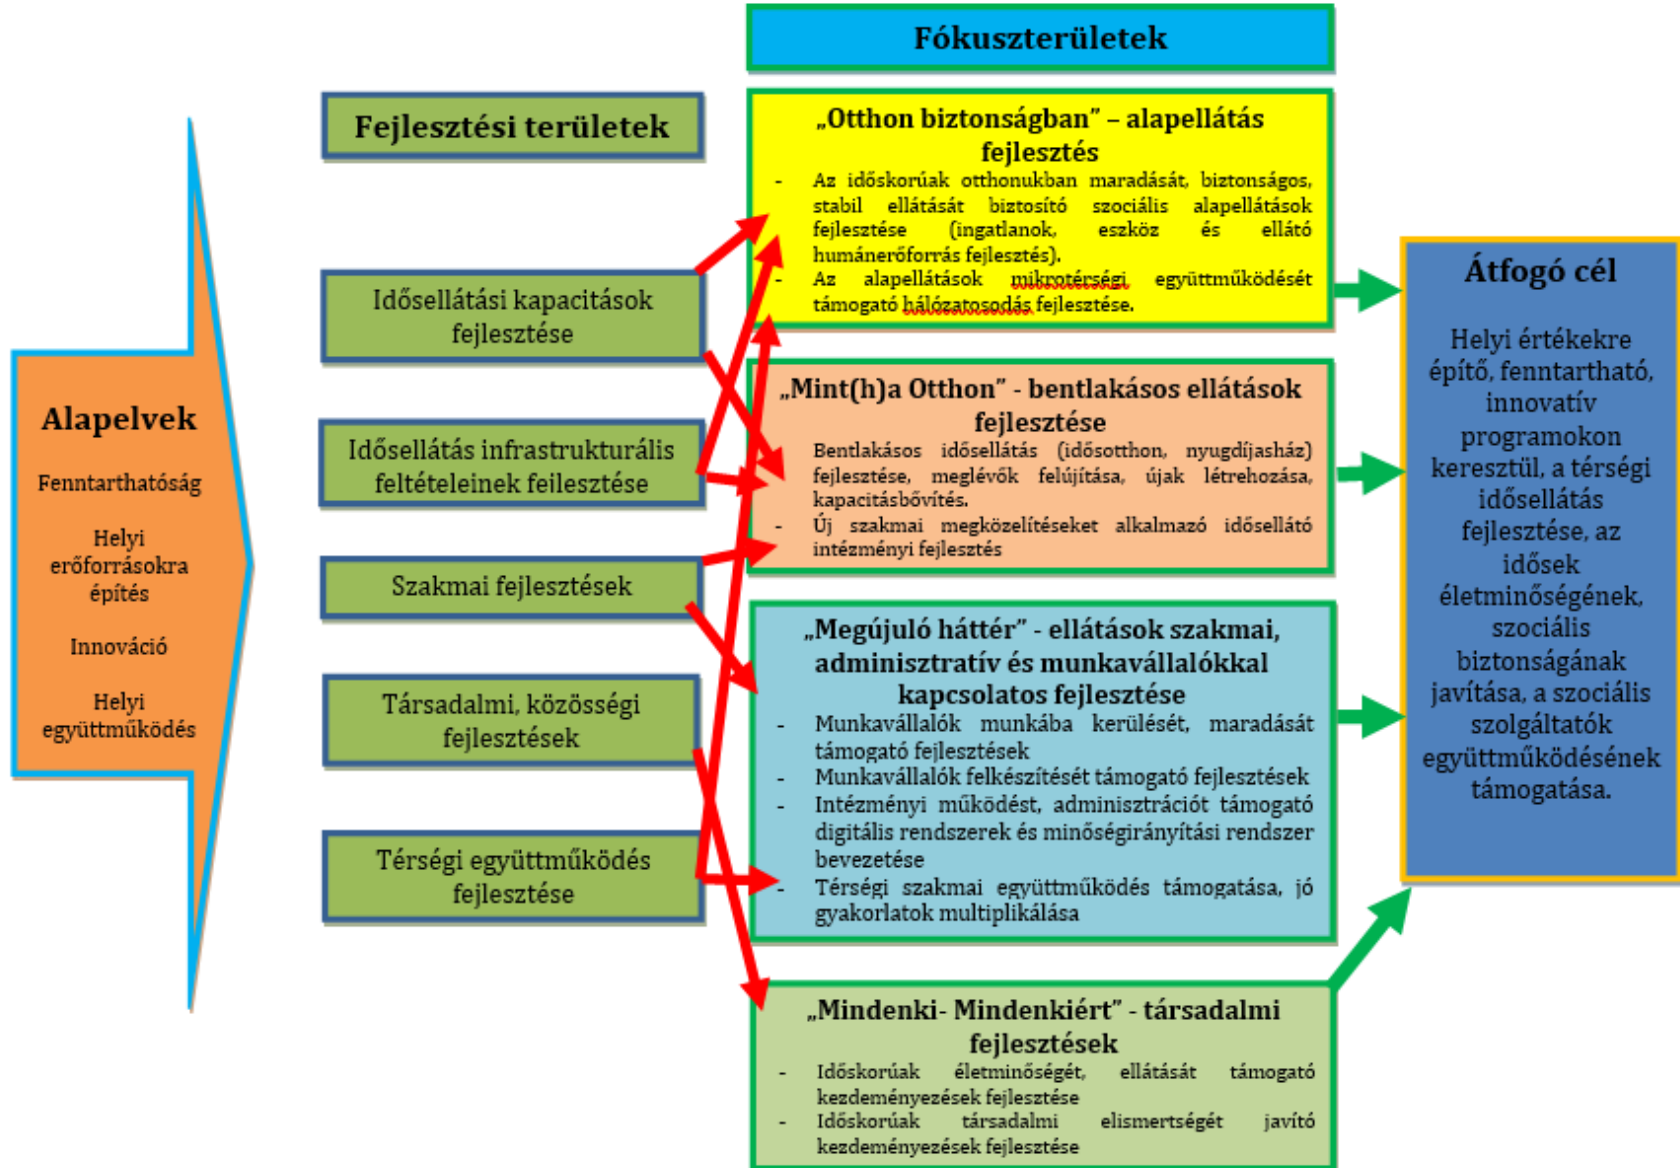 Alapelvek
Fenntarthatóság
Helyi
erőforrásokra
építés
Innováció
Helyi
együttműködés
Fejlesztési területek
Idősellátási kapacitások
fejlesztése
Idősellátás infrastrukturális
feltételeinek fejlesztése
Szakmai fejlesztések
Társadalmi, közösségi
fejlesztések
Térségi együttműködés
fejlesztése
Fókuszterületek
„Otthon biztonságban” – alapellátás
fejlesztés
- Az időskorúak otthonukban maradását, biztonságos,
stabil ellátását biztosító szociális alapellátások
fejlesztése (ingatlanok, eszköz és ellátó
humánerőforrás fejlesztés).
- Az alapellátások mikrotérségi együttműködését
támogató hálózatosodás fejlesztése.
„Mint(h)a Otthon” - bentlakásos ellátások
fejlesztése
- Bentlakásos idősellátás (idősotthon, nyugdíjasház)
fejlesztése, meglévők felújítása, újak létrehozása,
kapacitásbővítés.
- Új szakmai megközelítéseket alkalmazó idősellátó
intézményi fejlesztés
„Megújuló háttér” - ellátások szakmai,
adminisztratív és munkavállalókkal
kapcsolatos fejlesztése
- Munkavállalók munkába kerülését, maradását
támogató fejlesztések
- Munkavállalók felkészítését támogató fejlesztések
- Intézményi működést, adminisztrációt támogató
digitális rendszerek és minőségirányítási rendszer
bevezetése
- Térségi szakmai együttműködés támogatása, jó
gyakorlatok multiplikálása
„Mindenki- Mindenkiért” - társadalmi
fejlesztések
- Időskorúak életminőségét, ellátását támogató
kezdeményezések fejlesztése
- Időskorúak társadalmi elismertségét javító
kezdeményezések fejlesztése
Átfogó cél
Helyi értékekre
építő, fenntartható,
innovatív
programokon
keresztül, a térségi
idősellátás
fejlesztése, az
idősek
életminőségének,
szociális
biztonságának
javítása, a szociális
szolgáltatók
együttműködésének
támogatása.